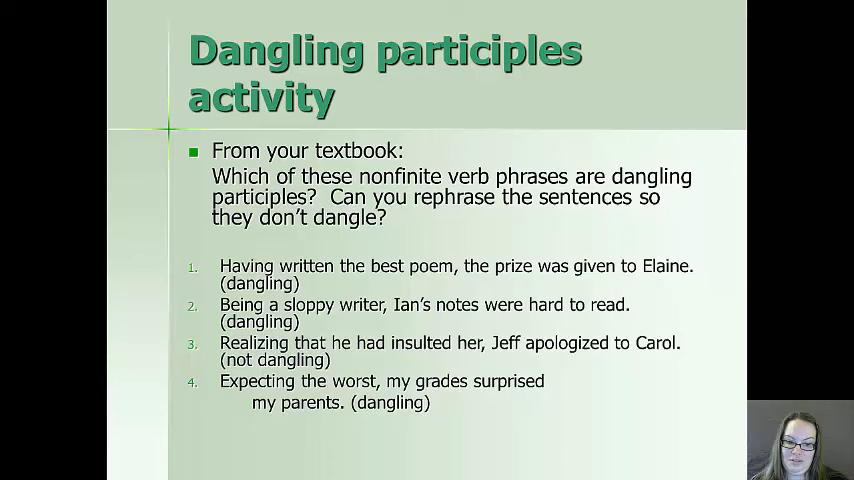 Dangling participles
activity
From your textbook:
Which of these nonfinite verb phrases are dangling
participles? Can you rephrase the sentences so
they don't dangle?
1. Having written the best poem, the prize was given to Elaine.
(dangling)
2. Being a sloppy writer, Ian's notes were hard to read.
(dangling)
3. Realizing that he had insulted her, Jeff apologized to Carol.
(not dangling)
4. Expecting the worst, my grades surprised
my parents. (dangling)